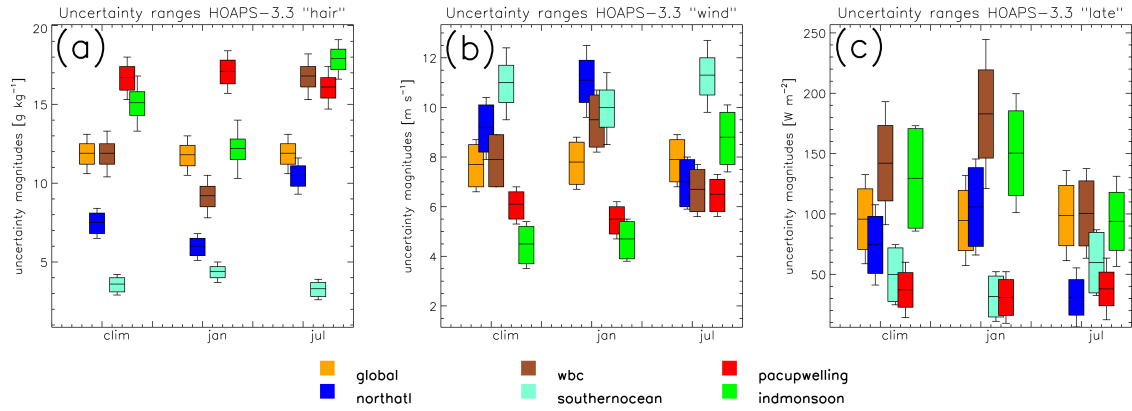 Uncertainty ranges HOAPS-3.3 "hair"
(a)
uncertainty magnitudes [g kg⁻¹]
20
15
10
5
clim jan jul
Uncertainty ranges HOAPS-3.3 "wind"
(b)
uncertainty magnitudes [m s⁻¹]
12
10
8
6
4
2
clim jan jul
Uncertainty ranges HOAPS-3.3 "late"
(c)
uncertainty magnitudes [W m⁻²]
250
200
150
100
50
clim jan jul
global wbc pacupwelling
northatl southernocean indmonsoon